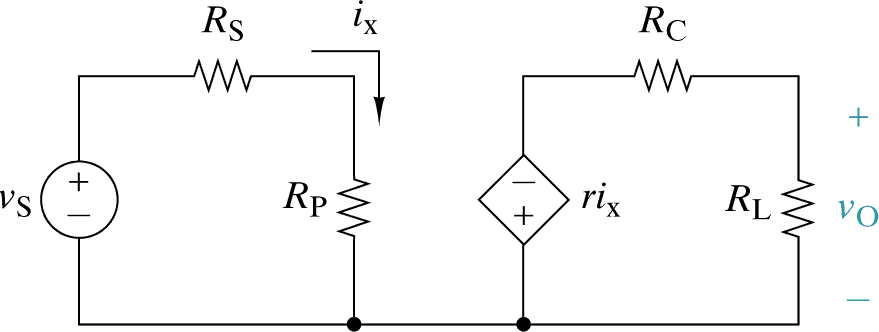 R_S
i_x
R_C
+
v_S
+
−
R_P
−
+
ri_x
R_L
v_O
−